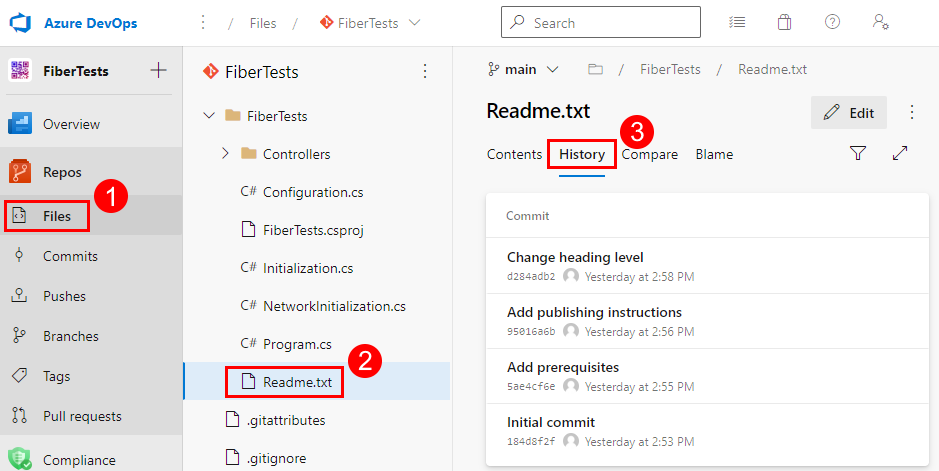 Azure DevOps
/ Files / FiberTests
Search
FiberTests
Overview
Repos
1
Files
Commits
Pushes
Branches
Tags
Pull requests
Compliance
FiberTests
FiberTests
Controllers
C# Configuration.cs
FiberTests.csproj
C# Initialization.cs
C# NetworkInitialization.cs
C# Program.cs
2
Readme.txt
.gitattributes
.gitignore
main / FiberTests / Readme.txt
Readme.txt
Edit
3
Contents History Compare Blame
Commit
Change heading level
d284adb2 Yesterday at 2:58 PM
Add publishing instructions
95016a6b Yesterday at 2:56 PM
Add prerequisites
5ae4cf6e Yesterday at 2:55 PM
Initial commit
184d8f2f Yesterday at 2:53 PM